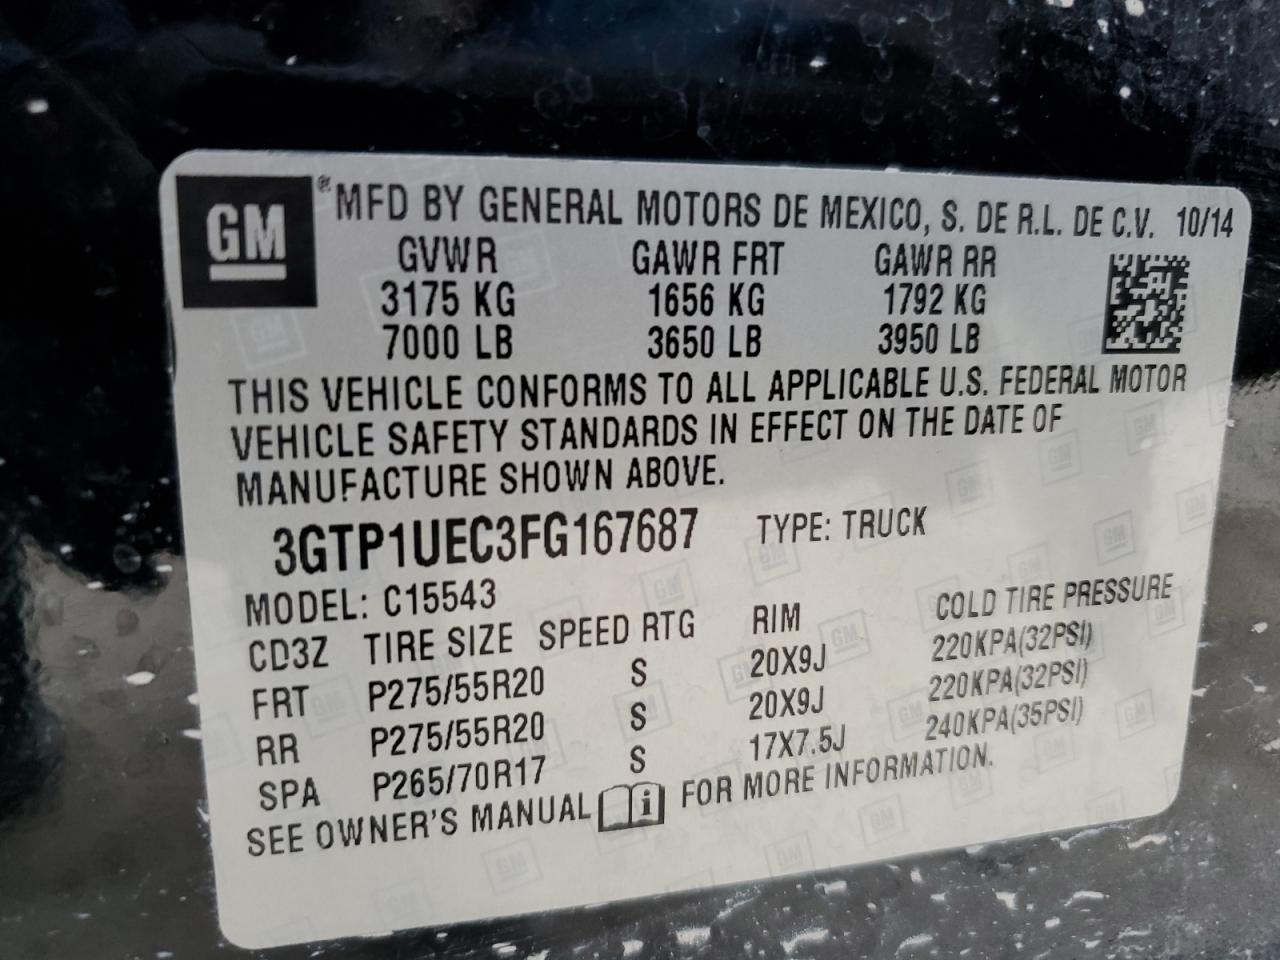 GM ® MFD BY GENERAL MOTORS DE MEXICO, S. DE R.L. DE C.V. 10/14
GVWR GAWR FRT GAWR RR
3175 KG 1656 KG 1792 KG
7000 LB 3650 LB 3950 LB
THIS VEHICLE CONFORMS TO ALL APPLICABLE U.S. FEDERAL MOTOR
VEHICLE SAFETY STANDARDS IN EFFECT ON THE DATE OF
MANUFACTURE SHOWN ABOVE.
3GTP1UEC3FG167687 TYPE: TRUCK
MODEL: C15543
CD3Z TIRE SIZE SPEED RTG RIM COLD TIRE PRESSURE
FRT P275/55R20 S 20X9J 220KPA(32PSI)
RR P275/55R20 S 20X9J 220KPA(32PSI)
SPA P265/70R17 S 17X7.5J 240KPA(35PSI)
SEE OWNER'S MANUAL i FOR MORE INFORMATION.